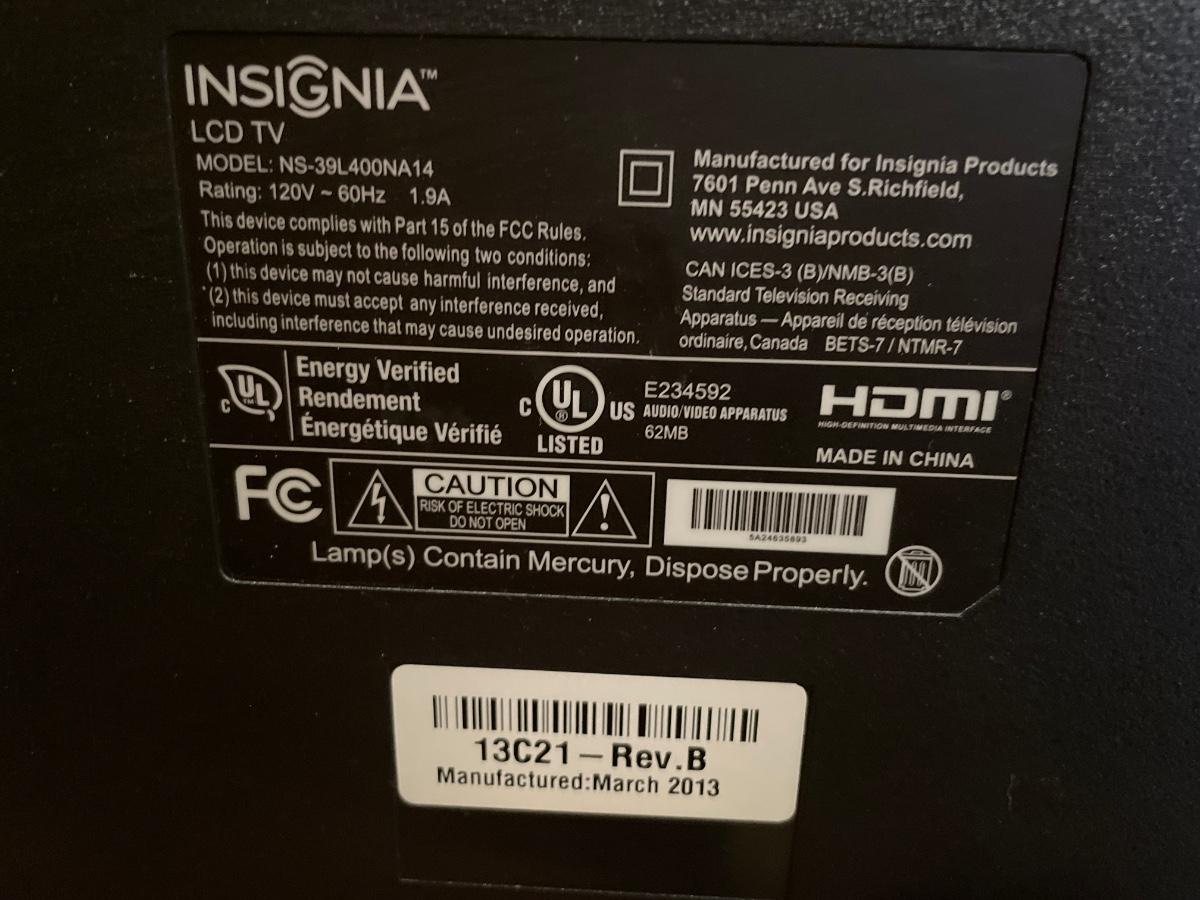 INSIGNIA™
LCD TV
MODEL: NS-39L400NA14
Rating: 120V ~ 60Hz 1.9A
This device complies with Part 15 of the FCC Rules.
Operation is subject to the following two conditions:
(1) this device may not cause harmful interference, and
(2) this device must accept any interference received,
including interference that may cause undesired operation.
Manufactured for Insignia Products
7601 Penn Ave S.Richfield,
MN 55423 USA
www.insigniaproducts.com
CAN ICES-3 (B)/NMB-3(B)
Standard Television Receiving
Apparatus — Appareil de réception télévision
ordinaire, Canada BETS-7 / NTMR-7
C UL™
Energy Verified
Rendement
Énergétique Vérifié
C UL® US
LISTED
E234592
AUDIO/VIDEO APPARATUS
62MB
HDMI®
HIGH-DEFINITION MULTIMEDIA INTERFACE
MADE IN CHINA
FC
CAUTION
RISK OF ELECTRIC SHOCK
DO NOT OPEN
5A24635893
Lamp(s) Contain Mercury, Dispose Properly.
13C21 – Rev.B
Manufactured:March 2013